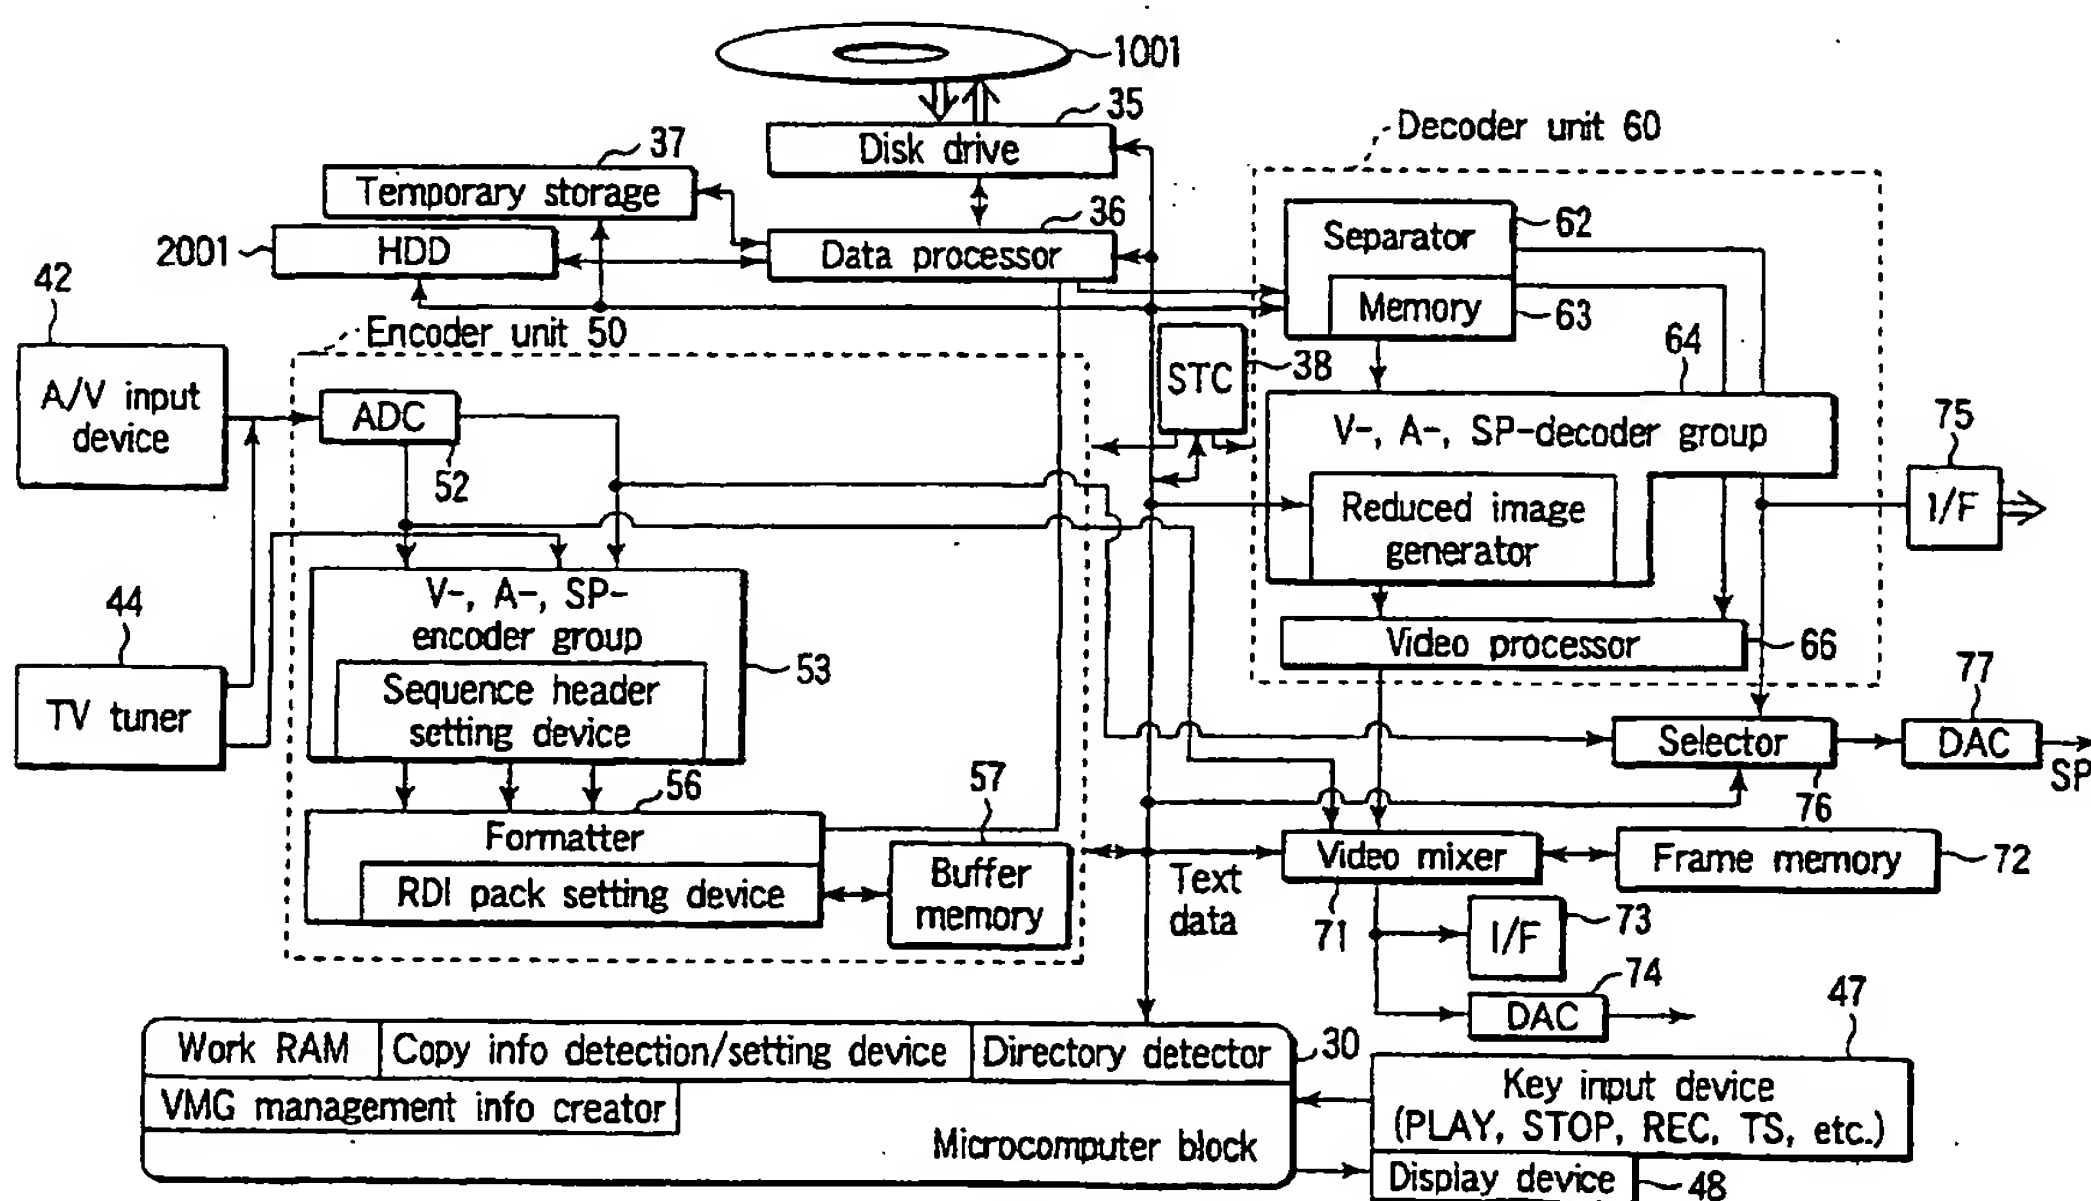 1001
35
Disk drive
Decoder unit 60
37
Temporary storage
36
Data processor
2001
HDD
62
Separator
Memory
63
42
A/V input
device
Encoder unit 50
ADC
52
STC
38
64
V-, A-, SP-decoder group
Reduced image
generator
75
I/F
44
TV tuner
V-, A-, SP-
encoder group
53
Sequence header
setting device
Video processor
66
77
Selector
76
DAC
SP
56
Formatter
RDI pack setting device
57
Buffer
memory
Text
data
Video mixer
71
Frame memory
72
I/F
73
74
DAC
Work RAM
Copy info detection/setting device
Directory detector
30
VMG management info creator
Microcomputer block
47
Key input device
(PLAY, STOP, REC, TS, etc.)
Display device
48